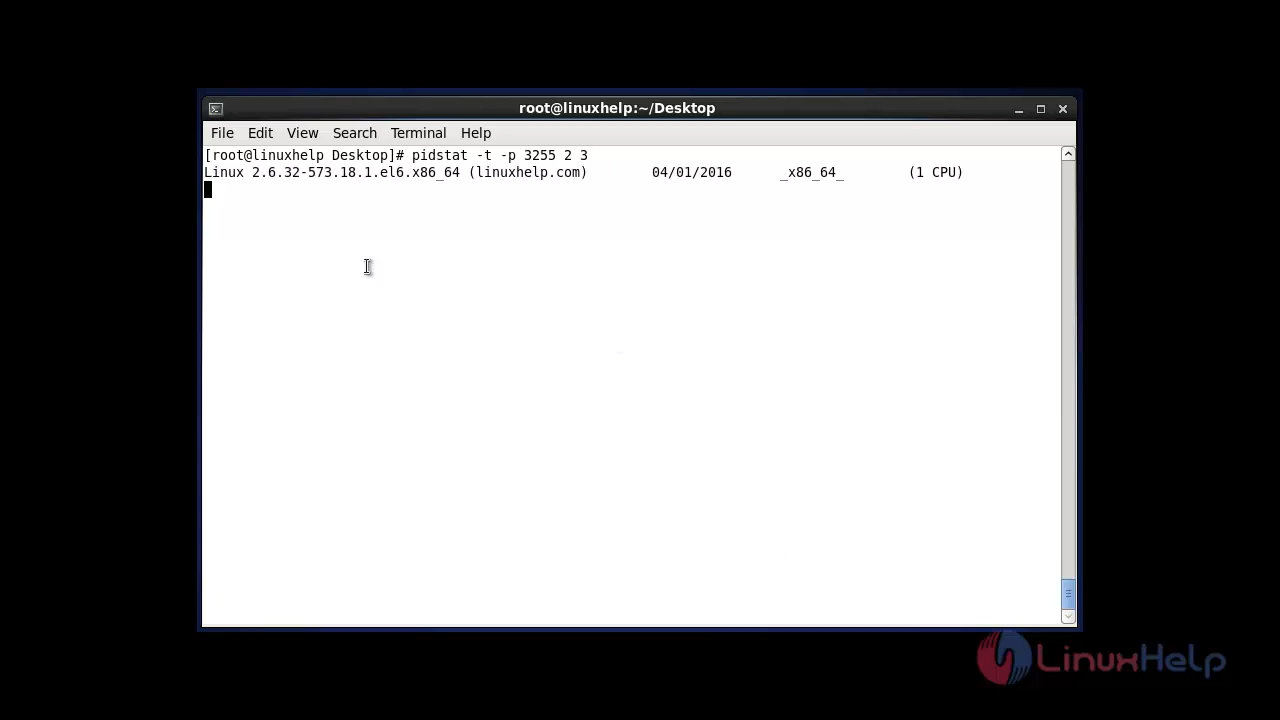 root@linuxhelp:~/Desktop
File Edit View Search Terminal Help
[root@linuxhelp Desktop]# pidstat -t -p 3255 2 3
Linux 2.6.32-573.18.1.el6.x86_64 (linuxhelp.com) 04/01/2016 _x86_64_ (1 CPU)
LinuxHelp